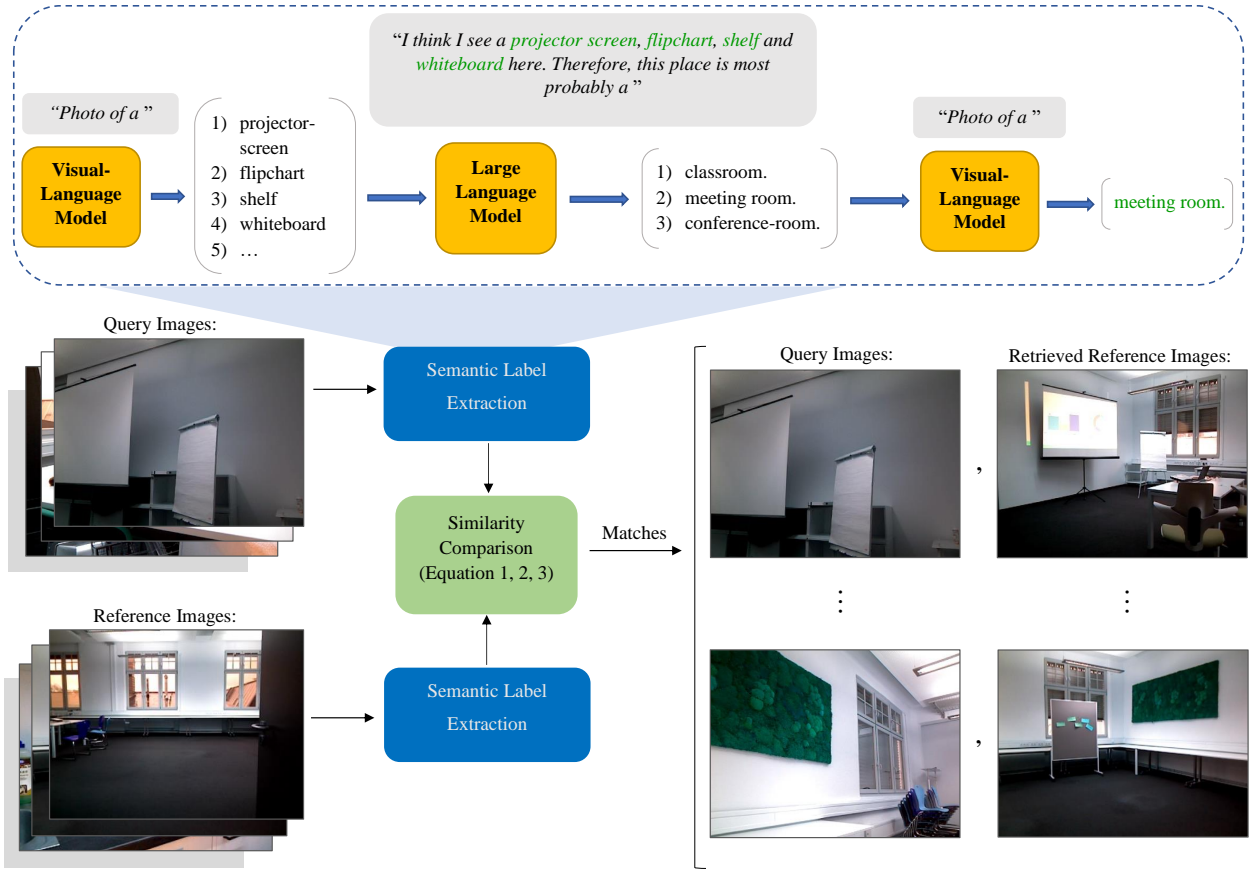 “I think I see a projector screen, flipchart, shelf and
whiteboard here. Therefore, this place is most
probably a ”
“Photo of a ”
Visual-
Language
Model
1) projector-
screen
2) flipchart
3) shelf
4) whiteboard
5) …
Large
Language
Model
1) classroom.
2) meeting room.
3) conference-room.
“Photo of a ”
Visual-
Language
Model
meeting room.
Query Images:
Semantic Label
Extraction
Similarity
Comparison
(Equation 1, 2, 3)
Matches
Reference Images:
Semantic Label
Extraction
Query Images:
Retrieved Reference Images:
,
⋮
⋮
,